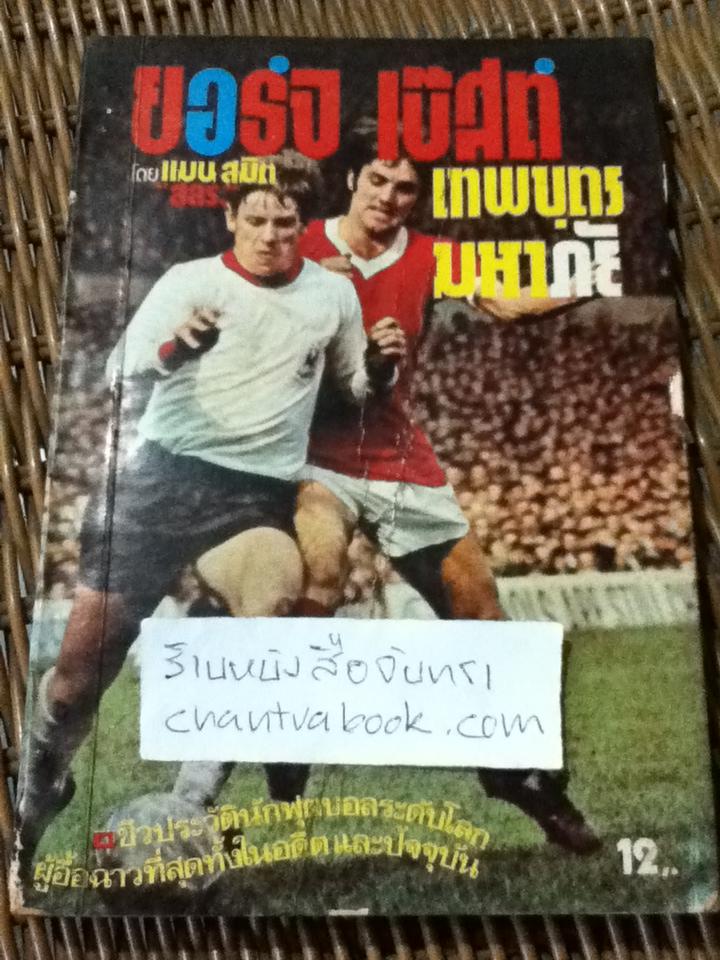 ยอร์จ เบ๊สต์
โดย แมน สมิต
เทพบุตร
มหาภัย
ร้านหนังสือจันทรา
chantrabook.com
ชีวประวัตินักฟุตบอลระดับโลก
ผู้อื้อฉาวที่สุดทั้งในอดีตและปัจจุบัน
12.-